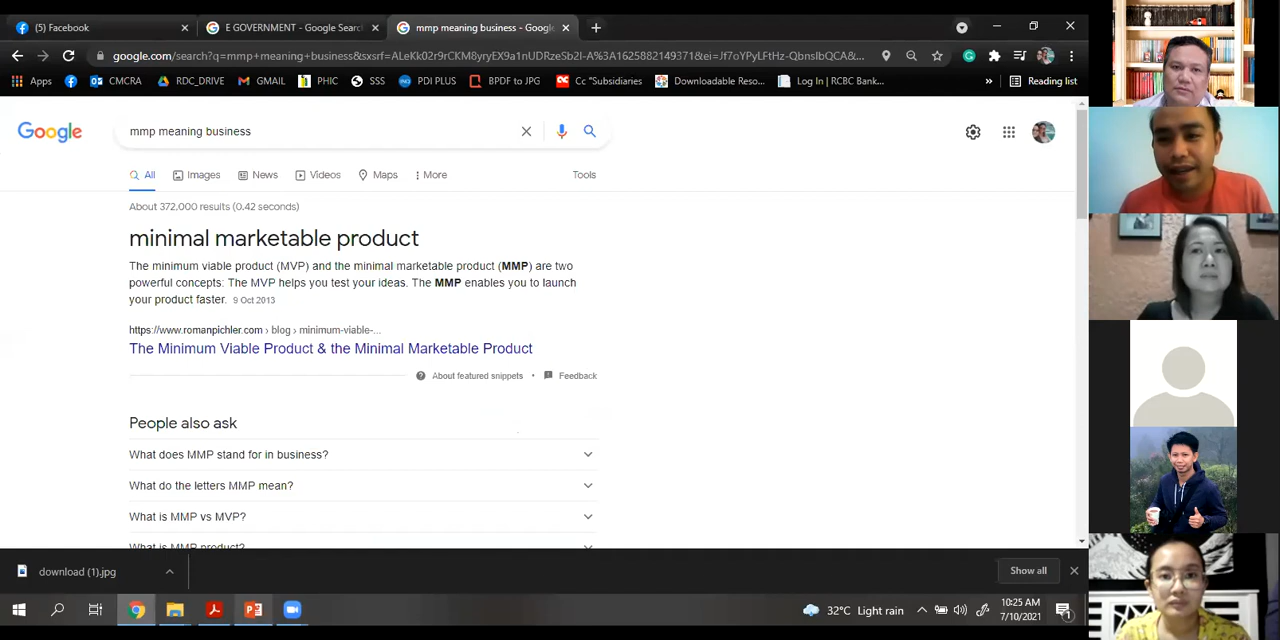 (5) Facebook
E GOVERNMENT - Google Search
mmp meaning business - Google
google.com/search?q=mmp+meaning+business&sxsrf=ALeKk02r9rCKM8yryEX9a1nUDRzeSb2I-A%3A1625882149371&ei=Jf7oYPyLFtHz-QbnsIbQCA&...
Apps
CMCRA
RDC_DRIVE
GMAIL
PHIC
SSS
PDI PLUS
BPDF to JPG
Cc "Subsidiaries
Downloadable Reso...
Log In | RCBC Bank...
»
Reading list
Google
mmp meaning business
All
Images
News
Videos
Maps
More
Tools
About 372,000 results (0.42 seconds)
minimal marketable product
The minimum viable product (MVP) and the minimal marketable product (MMP) are two
powerful concepts: The MVP helps you test your ideas. The MMP enables you to launch
your product faster. 9 Oct 2013
https://www.romanpichler.com › blog › minimum-viable-...
The Minimum Viable Product & the Minimal Marketable Product
About featured snippets • Feedback
People also ask
What does MMP stand for in business?
What do the letters MMP mean?
What is MMP vs MVP?
What is MMP product?
download (1).jpg
Show all
32°C Light rain
10:25 AM
7/10/2021
1